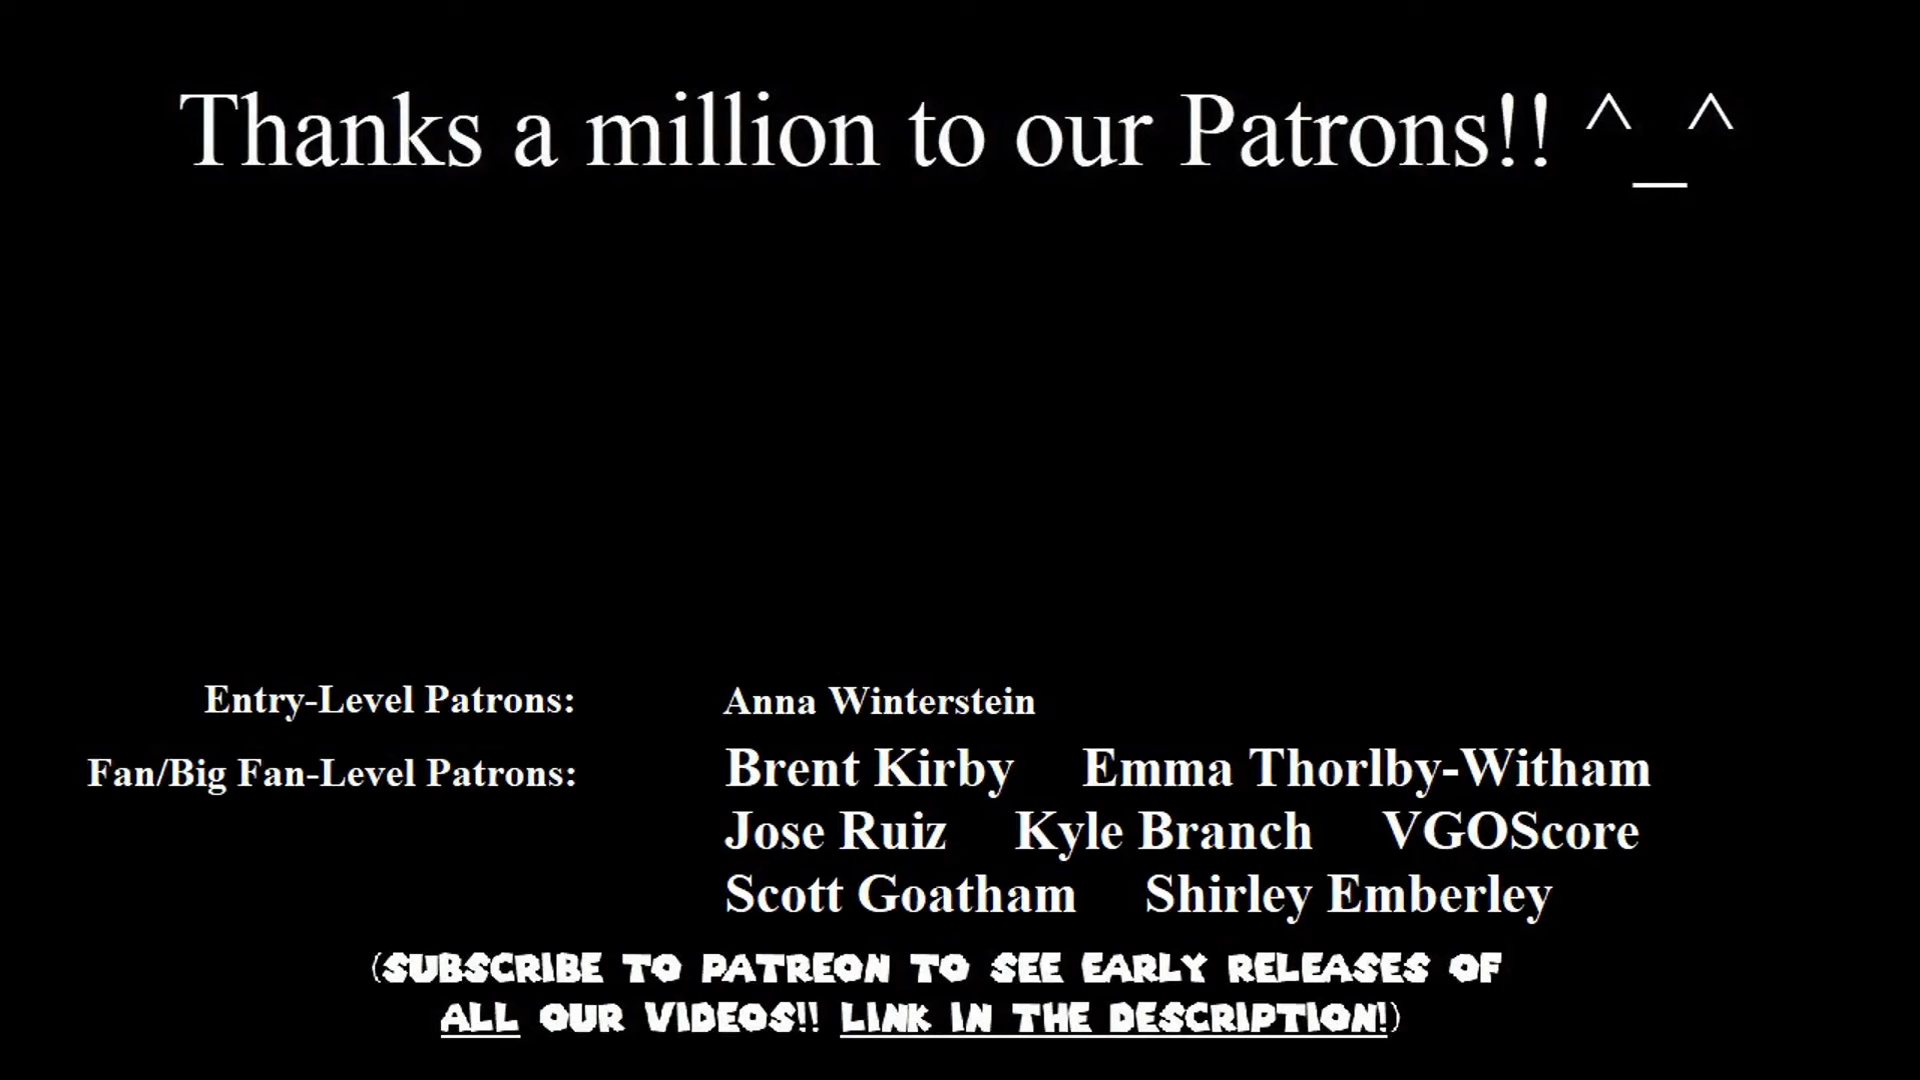 Thanks a million to our Patrons!! ^_^
Entry-Level Patrons: Anna Winterstein
Fan/Big Fan-Level Patrons: Brent Kirby Emma Thorlby-Witham
Jose Ruiz Kyle Branch VGOScore
Scott Goatham Shirley Emberley
(SUBSCRIBE TO PATREON TO SEE EARLY RELEASES OF
ALL OUR VIDEOS!! LINK IN THE DESCRIPTION!)